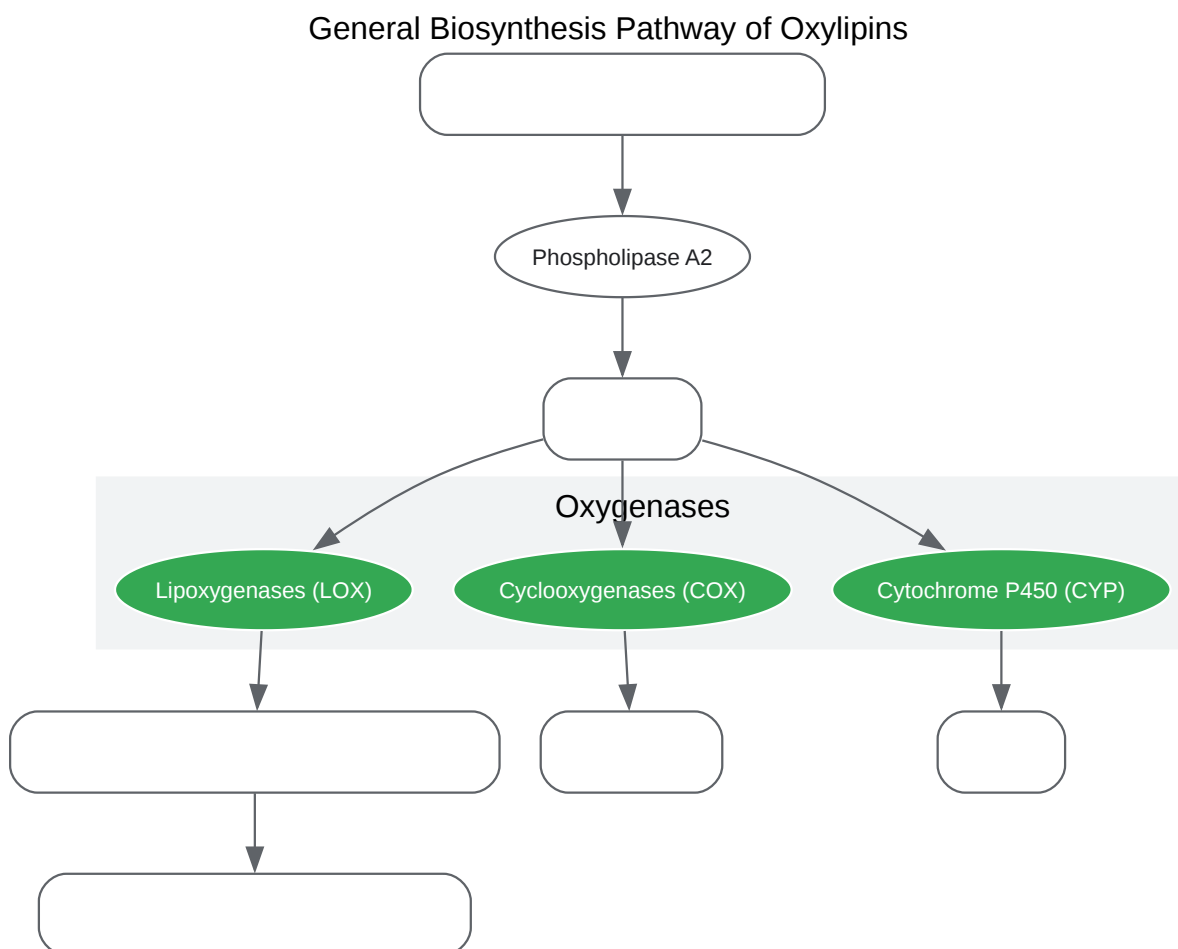 General Biosynthesis Pathway of Oxylipins
Phospholipase A2
Oxygenases
Lipoxygenases (LOX)
Cyclooxygenases (COX)
Cytochrome P450 (CYP)